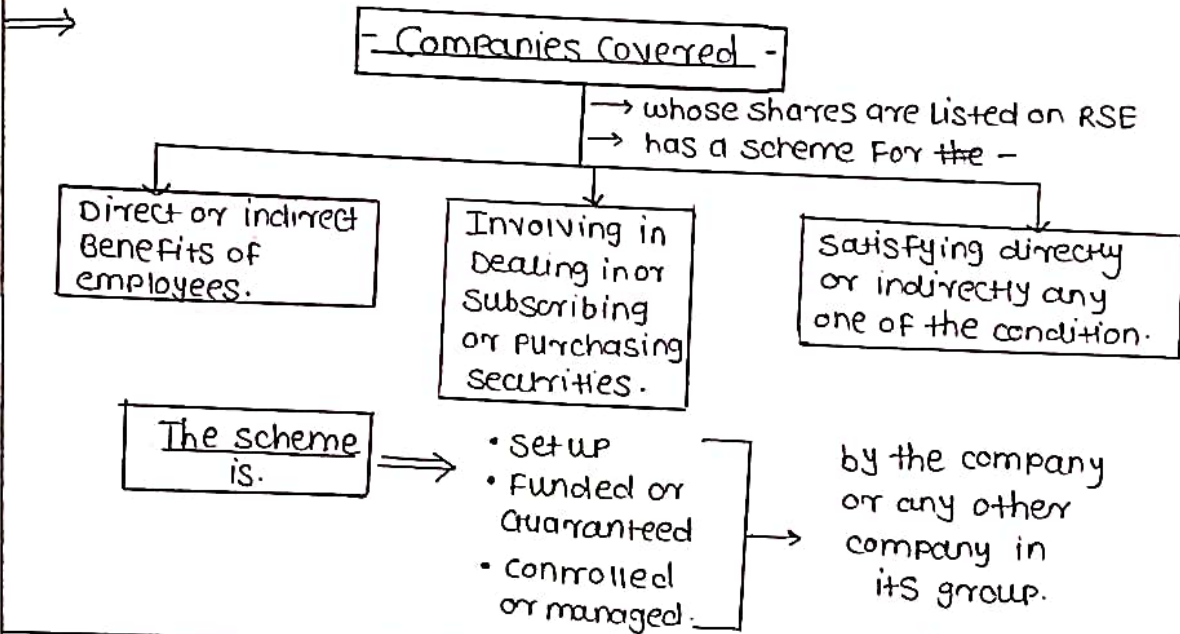 - Companies Covered -
→ whose shares are Listed on RSE
→ has a scheme For the -
Direct or indirect
Benefits of
employees.
Involving in
Dealing in or
subscribing
or purchasing
securities.
Satisfying directly
or indirectly any
one of the condition.
The scheme
is.
• Set up
• Funded or
Guaranteed
• Controlled
or managed.
by the company
or any other
company in
its group.